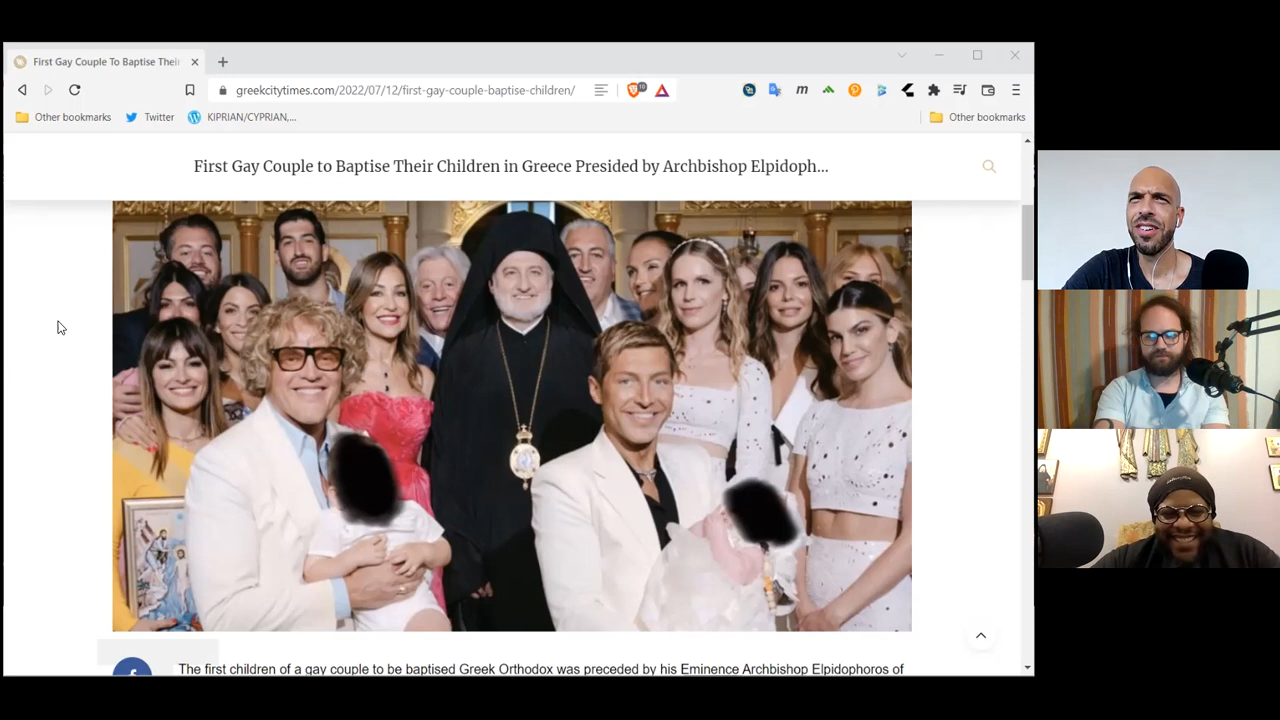 First Gay Couple To Baptise Thei
greekcitytimes.com/2022/07/12/first-gay-couple-baptise-children/
10
m
Other bookmarks
Twitter
KIPRIAN/CYPRIAN,...
Other bookmarks
First Gay Couple to Baptise Their Children in Greece Presided by Archbishop Elpidoph...
The first children of a gay couple to be baptised Greek Orthodox was preceded by his Eminence Archbishop Elpidophoros of